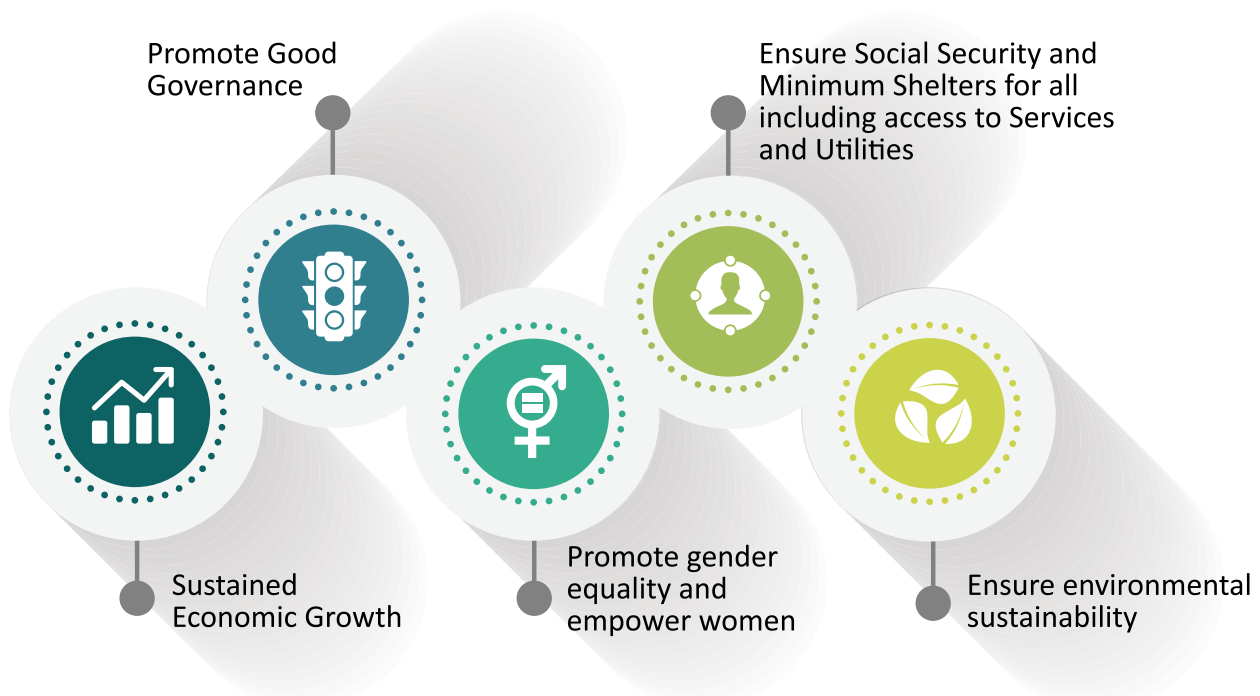 Promote Good
Governance
Ensure Social Security and
Minimum Shelters for all
including access to Services
and Utilities
Sustained
Economic Growth
Promote gender
equality and
empower women
Ensure environmental
sustainability